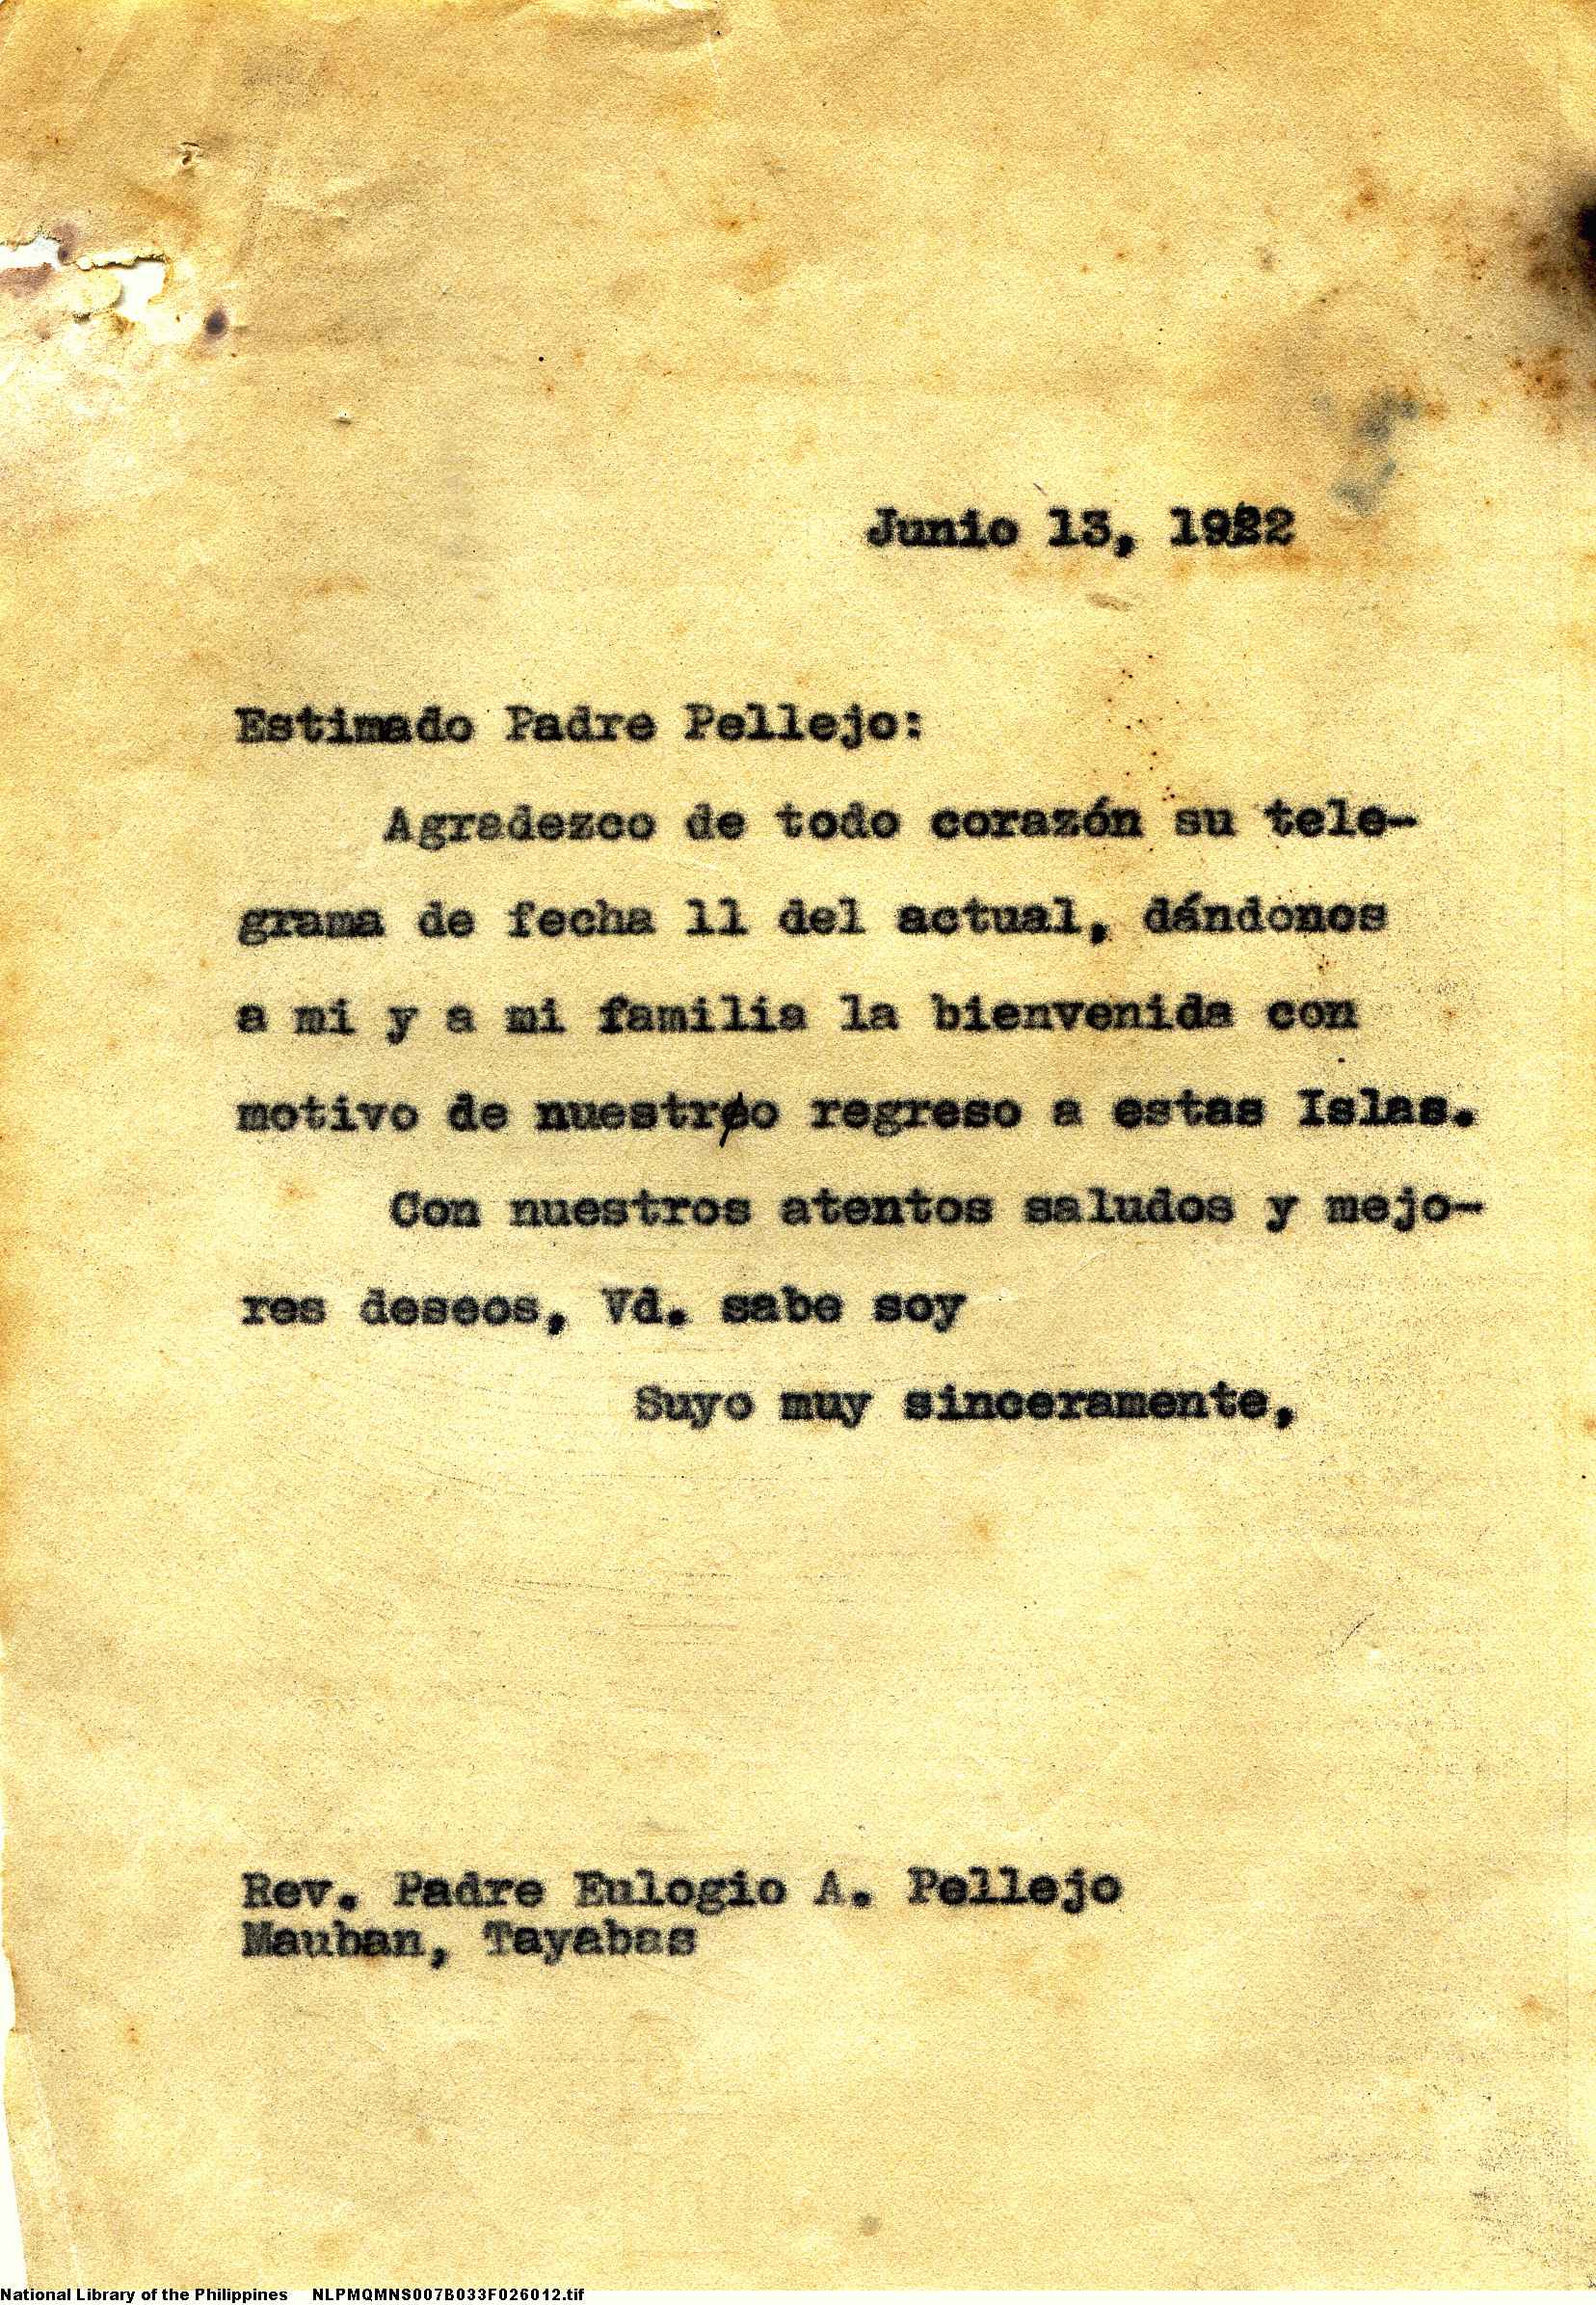 Junio 13, 1922
Estimado Padre Pellejo:
Agradezco de todo corazón su tele-
grama de fecha 11 del actual, dándonos
a mi y a mi familia la bienvenida con
motivo de nuestro regreso a estas Islas.
Con nuestros atentos saludos y mejo-
res deseos, Vd. sabe soy
Suyo muy sinceramente,
Rev. Padre Eulogio A. Pellejo
Mauban, Tayabas
National Library of the Philippines NLPMQMNS007B033F026012.tif